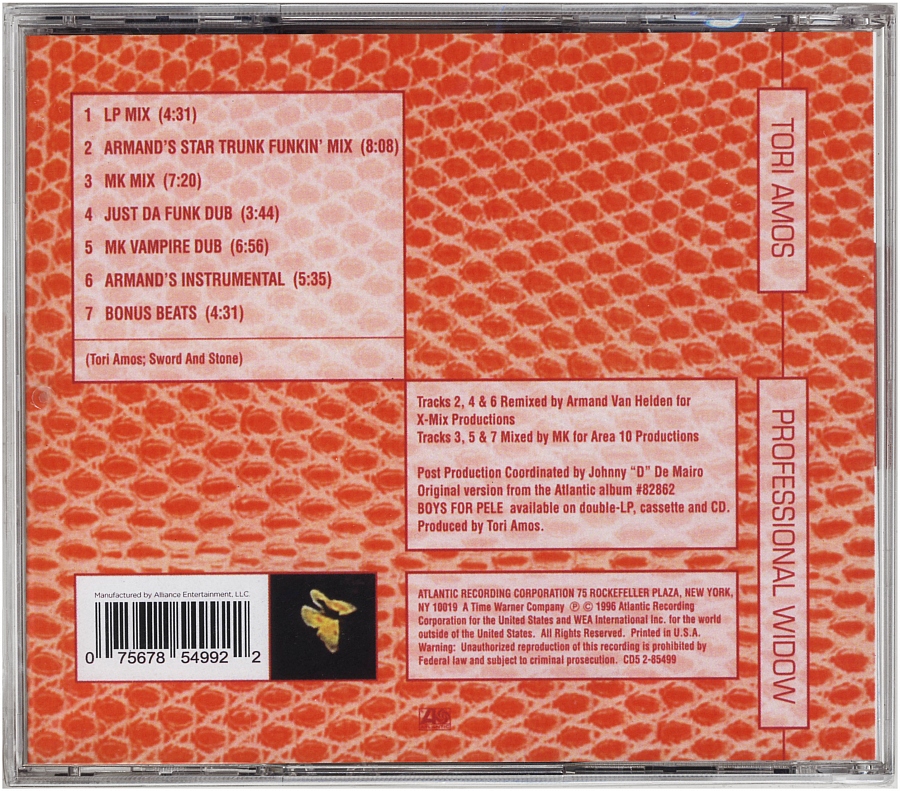 1 LP MIX (4:31)
2 ARMAND'S STAR TRUNK FUNKIN' MIX (8:08)
3 MK MIX (7:20)
4 JUST DA FUNK DUB (3:44)
5 MK VAMPIRE DUB (6:56)
6 ARMAND'S INSTRUMENTAL (5:35)
7 BONUS BEATS (4:31)
(Tori Amos; Sword And Stone)
TORI AMOS
PROFESSIONAL WIDOW
Tracks 2, 4 & 6 Remixed by Armand Van Helden for
X-Mix Productions
Tracks 3, 5 & 7 Mixed by MK for Area 10 Productions
Post Production Coordinated by Johnny "D" De Mairo
Original version from the Atlantic album #82862
BOYS FOR PELE available on double-LP, cassette and CD.
Produced by Tori Amos.
Manufactured by Alliance Entertainment, LLC.
0 75678 54992 2
ATLANTIC RECORDING CORPORATION 75 ROCKEFELLER PLAZA, NEW YORK,
NY 10019 A Time Warner Company ℗ © 1996 Atlantic Recording
Corporation for the United States and WEA International Inc. for the world
outside of the United States. All Rights Reserved. Printed in U.S.A.
Warning: Unauthorized reproduction of this recording is prohibited by
Federal law and subject to criminal prosecution. CD5 2-85499